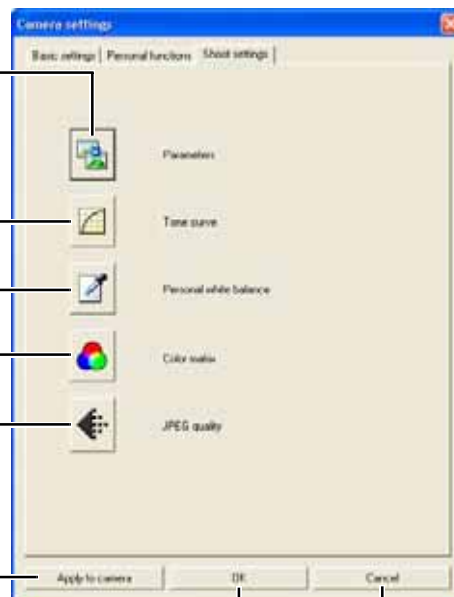 Camera settings
Basic settings Personal functions Shoot settings
Parameters
Tone curve
Personal white balance
Color matrix
JPEG quality
Apply to camera OK Cancel